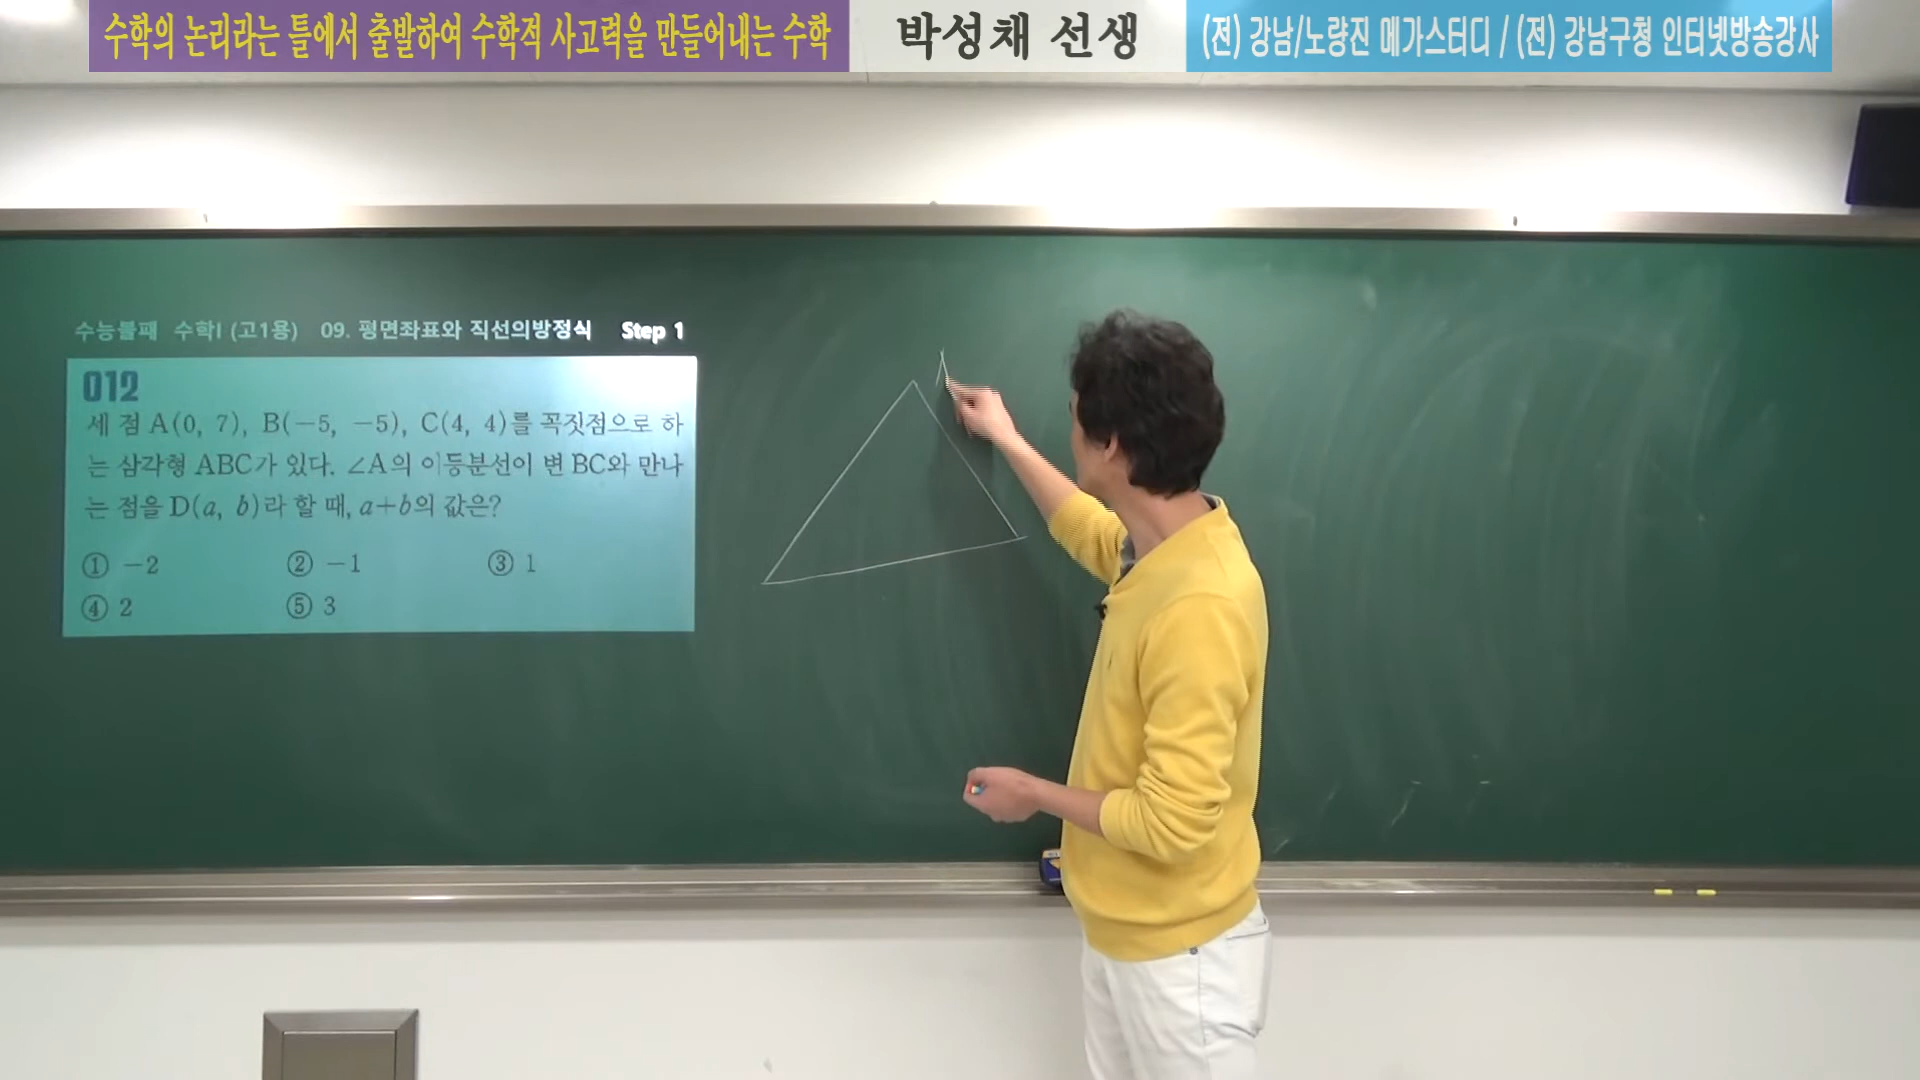 수학의 논리라는 틀에서 출발하여 수학적 사고력을 만들어내는 수학
박성채 선생
(전) 강남/노량진 메가스터디 / (전) 강남구청 인터넷방송강사
수능불패 수학Ⅰ (고1용) 09. 평면좌표와 직선의방정식 Step 1
012
세 점 A(0, 7), B(−5, −5), C(4, 4)를 꼭짓점으로 하
는 삼각형 ABC가 있다. ∠A의 이등분선이 변 BC와 만나
는 점을 D(a, b)라 할 때, a+b의 값은?
① −2 ② −1 ③ 1
④ 2 ⑤ 3
A